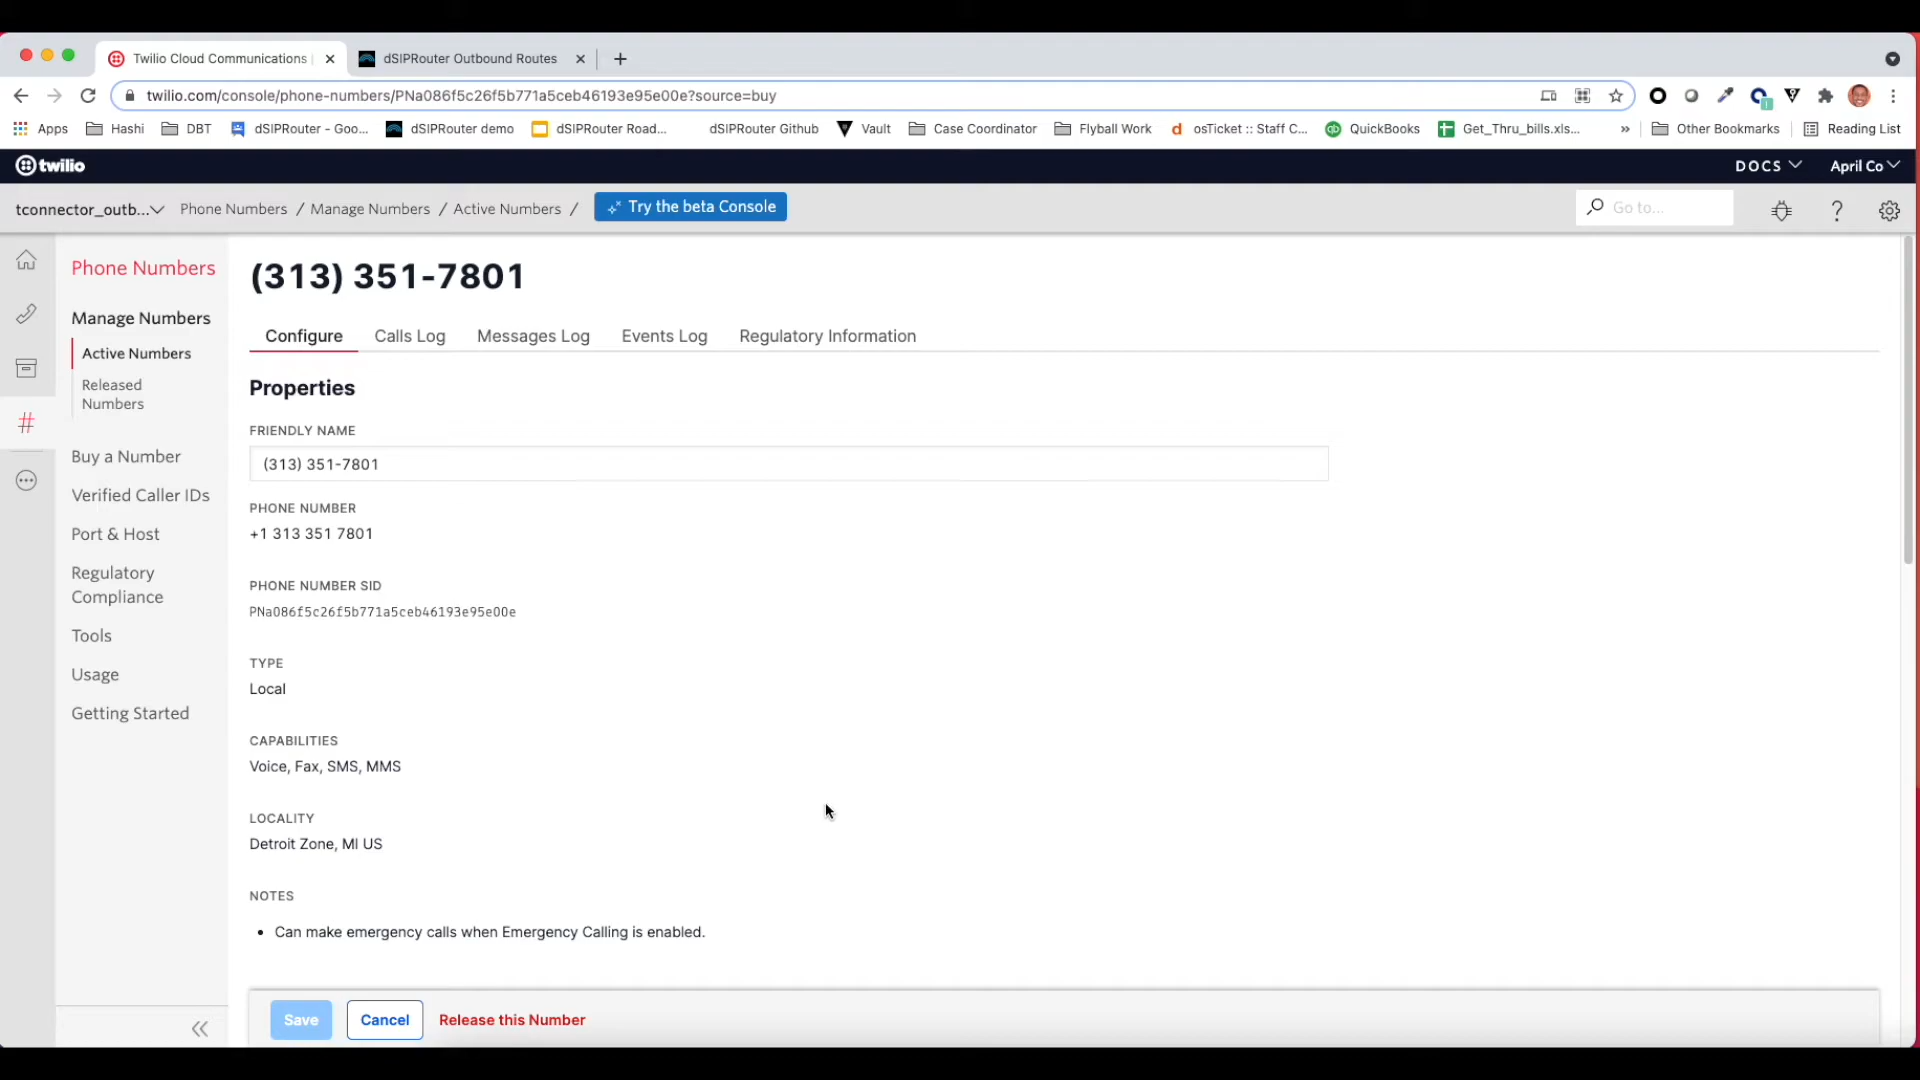 Twilio Cloud Communications
dSIPRouter Outbound Routes
twilio.com/console/phone-numbers/PNa086f5c26f5b771a5ceb46193e95e00e?source=buy
Apps Hashi DBT dSIPRouter - Goo... dSIPRouter demo dSIPRouter Road... dSIPRouter Github Vault Case Coordinator Flyball Work osTicket :: Staff C... QuickBooks Get_Thru_bills.xls... » Other Bookmarks Reading List
twilio DOCS April Co
tconnector_outb... Phone Numbers / Manage Numbers / Active Numbers / Try the beta Console Go to...
Phone Numbers
Manage Numbers
Active Numbers
Released
Numbers
Buy a Number
Verified Caller IDs
Port & Host
Regulatory
Compliance
Tools
Usage
Getting Started
(313) 351-7801
Configure Calls Log Messages Log Events Log Regulatory Information
Properties
FRIENDLY NAME
(313) 351-7801
PHONE NUMBER
+1 313 351 7801
PHONE NUMBER SID
PNa086f5c26f5b771a5ceb46193e95e00e
TYPE
Local
CAPABILITIES
Voice, Fax, SMS, MMS
LOCALITY
Detroit Zone, MI US
NOTES
• Can make emergency calls when Emergency Calling is enabled.
Save Cancel Release this Number